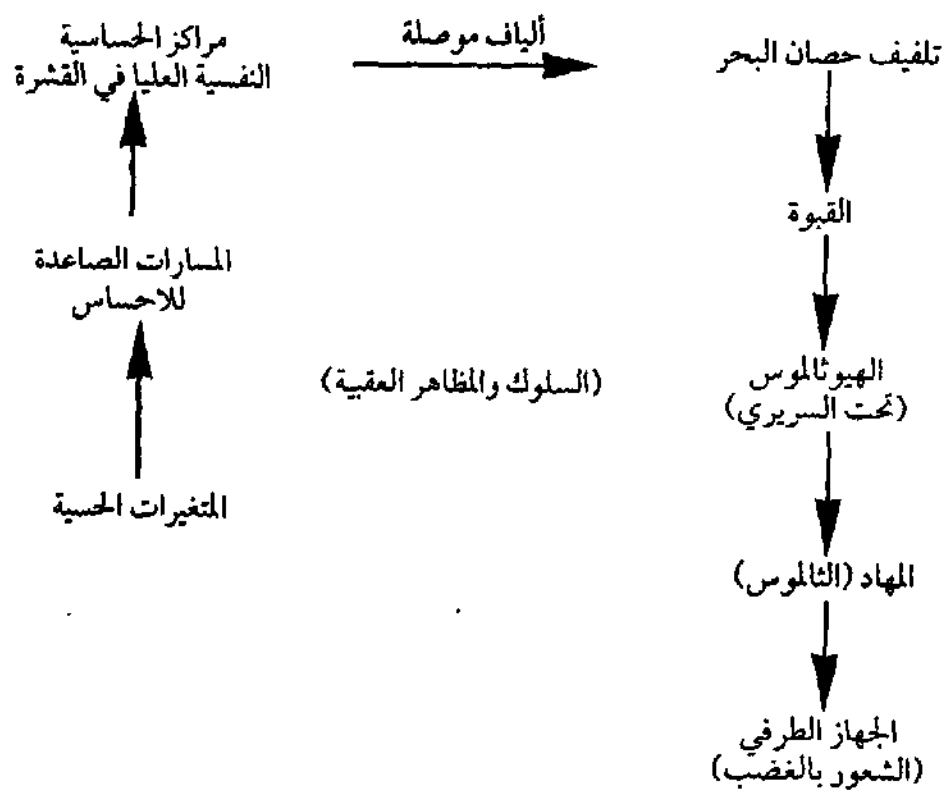 مراكز الحساسية
النفسية العليا في القشرة
ألياف موصلة
تلفيف حصان البحر
القبوة
المسارات الصاعدة
للاحساس
الهيوثالموس
(تحت السريري)
(السلوك والمظاهر العقبية)
المتغيرات الحسية
المهاد (الثالموس)
الجهاز الطرفي
(الشعور بالغضب)